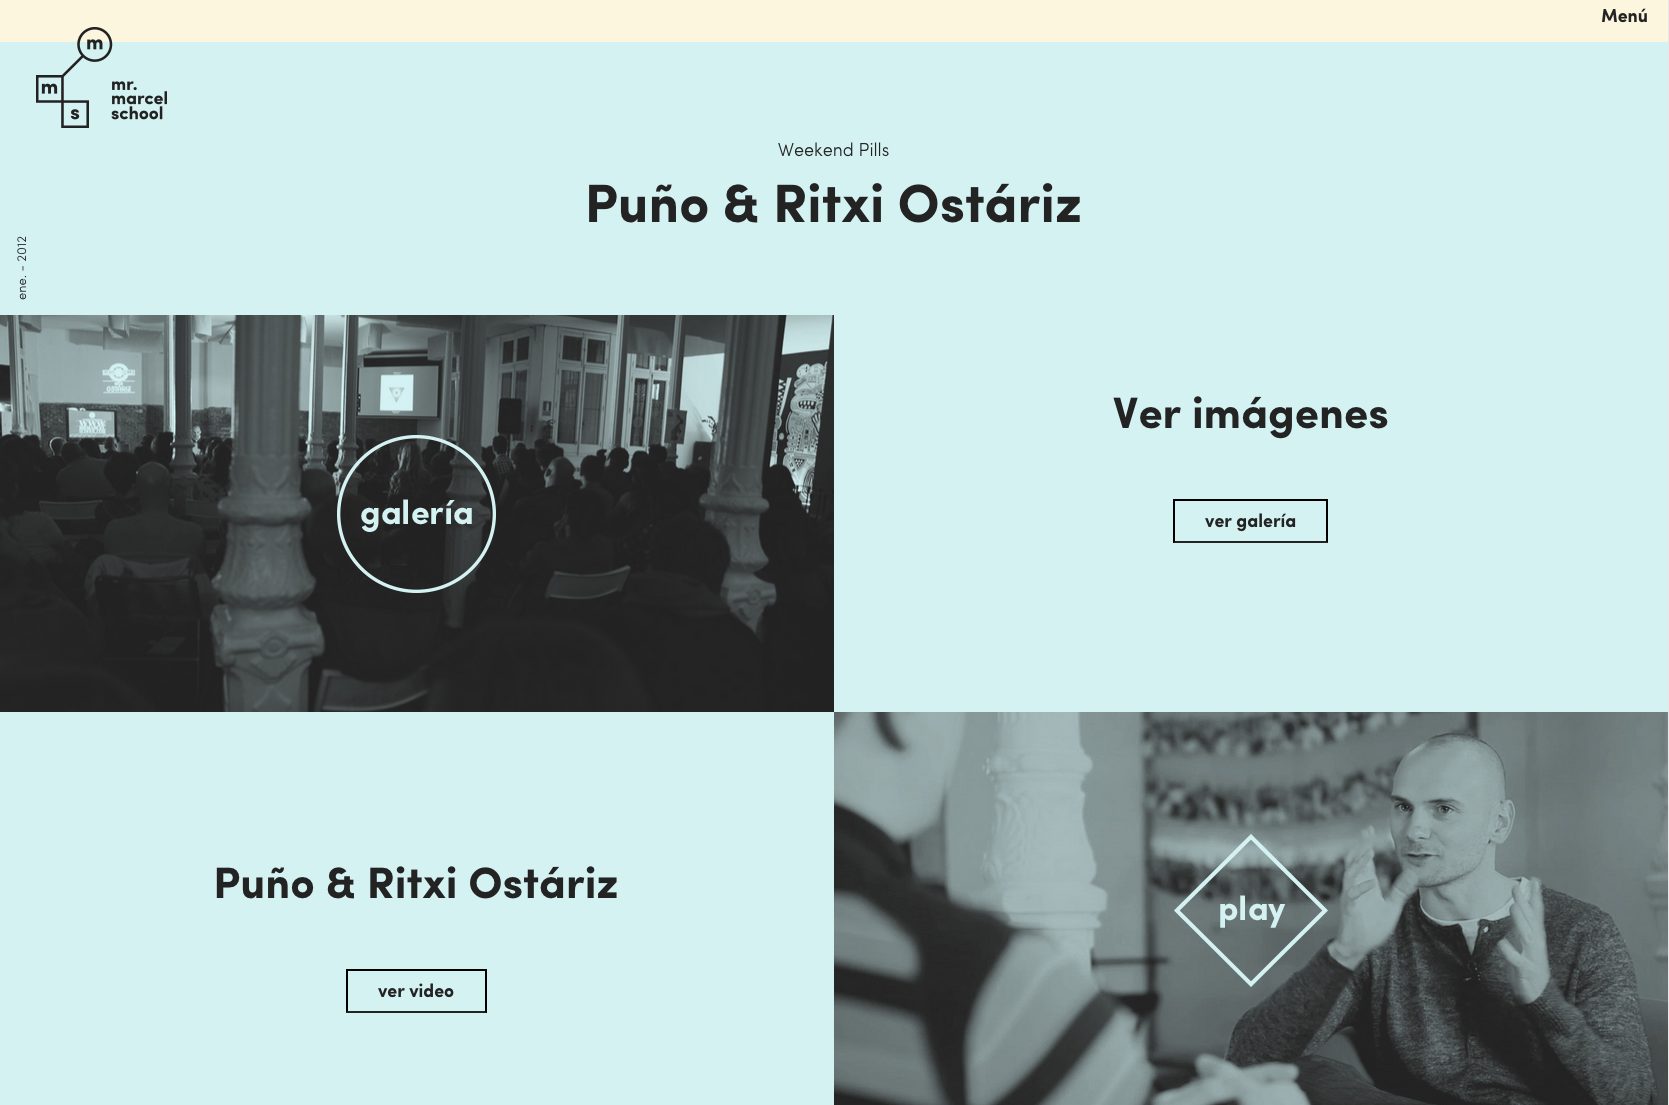 Menú
m
m
s
mr.
marcel
school
Weekend Pills
Puño & Ritxi Ostáriz
ene. - 2012
galería
Ver imágenes
ver galería
Puño & Ritxi Ostáriz
ver video
play